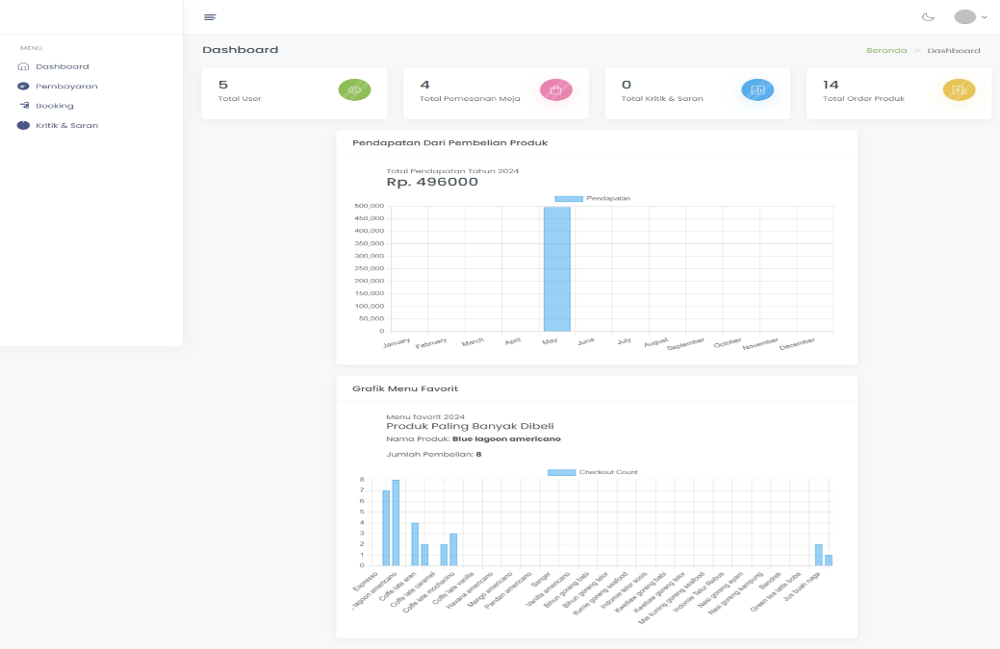 MENU
Dashboard
Pembayaran
Booking
Kritik & Saran
Dashboard
Beranda
Dashboard
5
Total User
4
Total Pemesanan Meja
0
Total Kritik & Saran
14
Total Order Produk
Pendapatan Dari Pembelian Produk
Total Pendapatan Tahun 2024
Rp. 496000
Pendapatan
500,000
450,000
400,000
350,000
300,000
250,000
200,000
150,000
100,000
50,000
0
January
February
March
April
May
June
July
August
September
October
November
December
Grafik Menu Favorit
Menu favorit 2024
Produk Paling Banyak Dibeli
Nama Produk: Blue lagoon americano
Jumlah Pembelian: 8
Checkout Count
8
7
6
5
4
3
2
1
0
Espresso
lagoon americano
Coffe late aren
Coffe late caramel
Coffe late mochacino
Coffe late vanilla
Havana americano
Mango americano
Pandan americano
Sanger
Vanilla americano
Bihun goreng babi
Bihun goreng telor
Ifumie goreng seafood
Indomie telor sosis
Kwetiaw goreng babi
Kwetiaw goreng telor
Mie kuning goreng seafood
Indomie Telur Rebus
Nasi goreng ayam
Nasi goreng kampung
Bandrek
Green tea latte boba
Jus buah naga